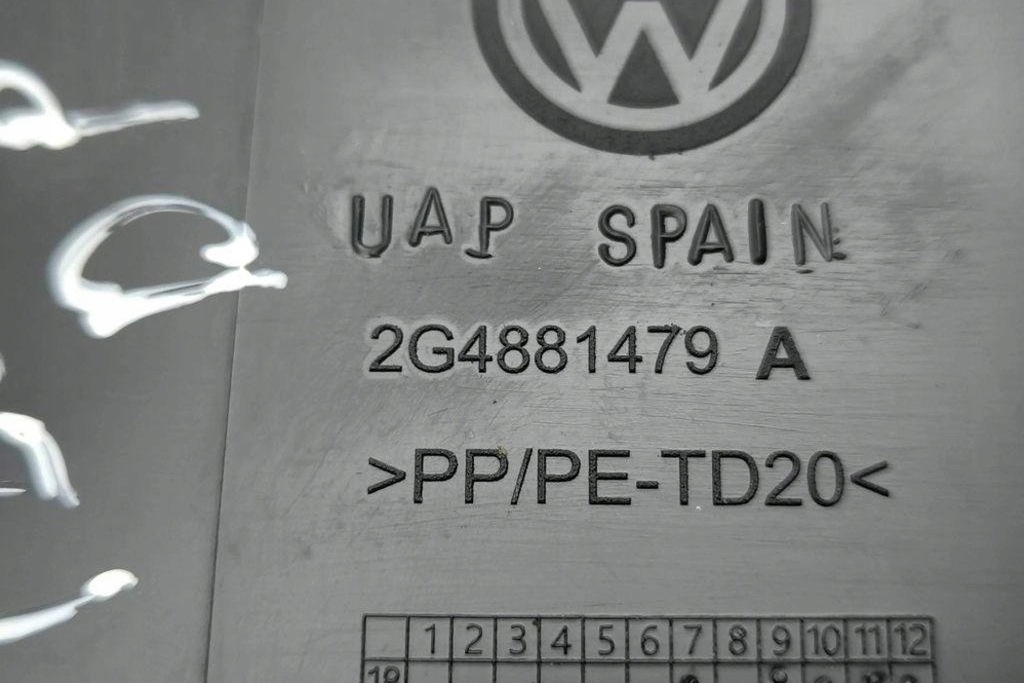 UAP SPAIN
2G4881479 A
>PP/PE-TD20<
1 2 3 4 5 6 7 8 9 10 11 12